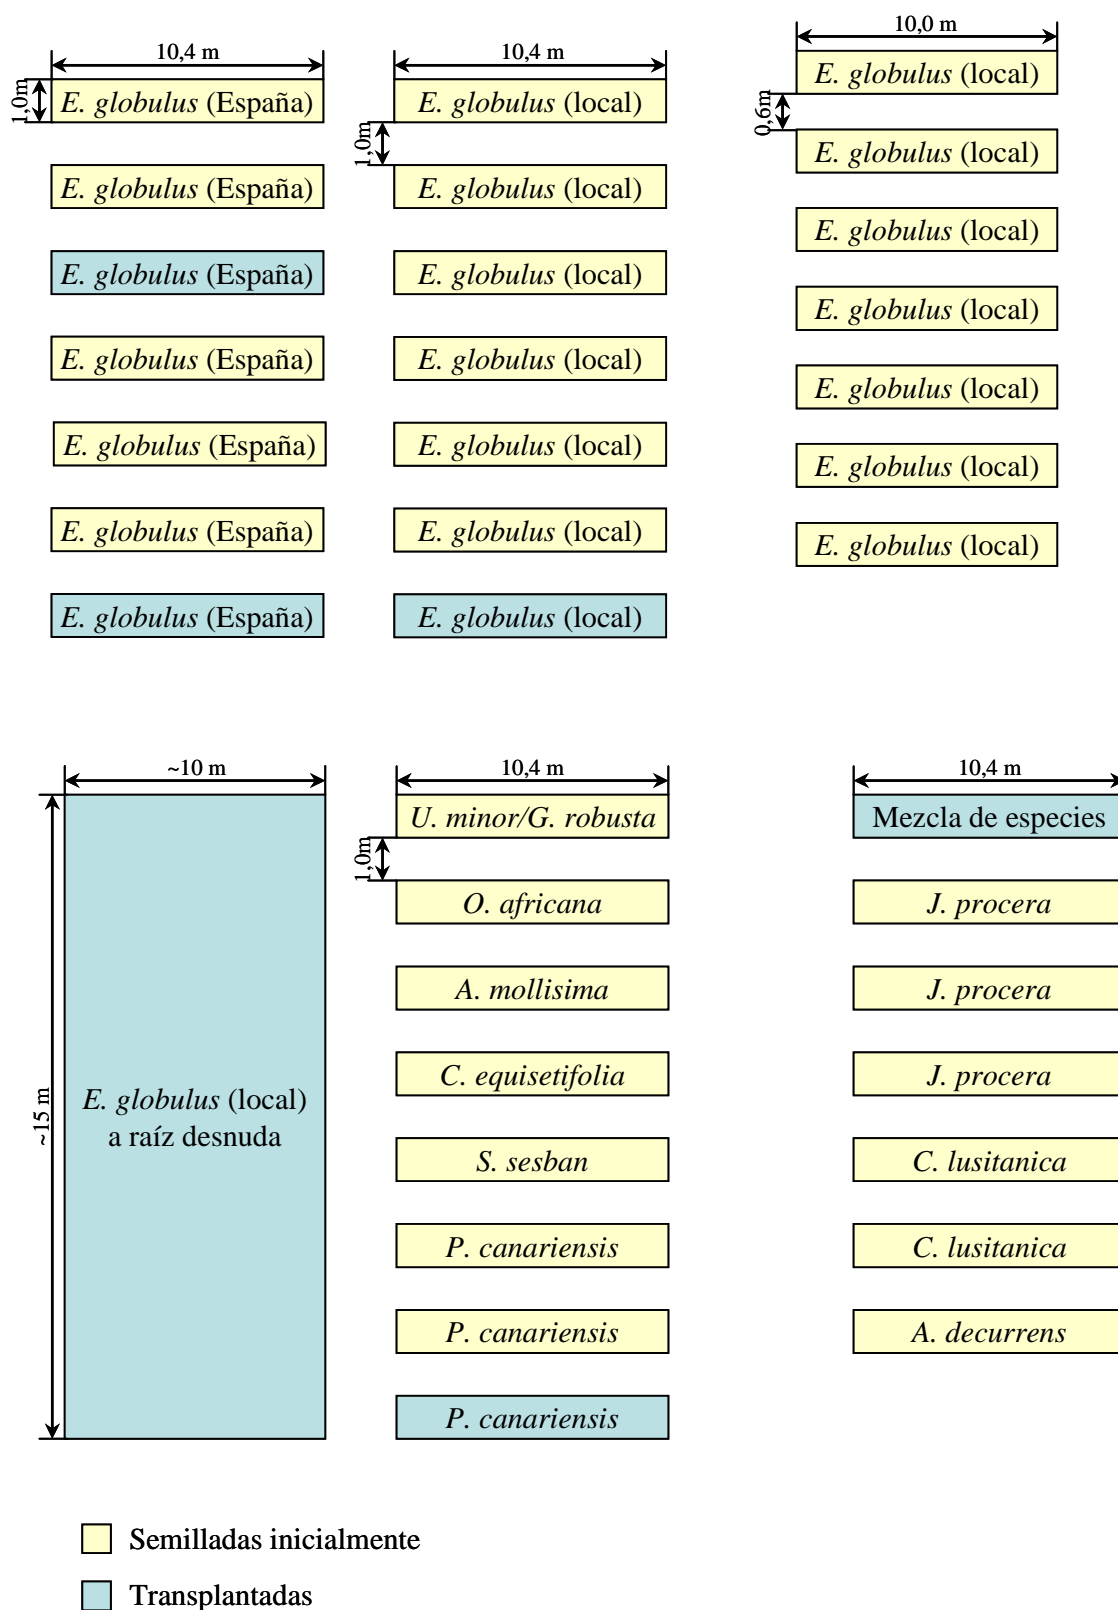 10,4 m
1,0m
E. globulus (España)
E. globulus (España)
E. globulus (España)
E. globulus (España)
E. globulus (España)
E. globulus (España)
E. globulus (España)
10,4 m
E. globulus (local)
1,0m
E. globulus (local)
E. globulus (local)
E. globulus (local)
E. globulus (local)
E. globulus (local)
E. globulus (local)
10,0 m
E. globulus (local)
0,6m
E. globulus (local)
E. globulus (local)
E. globulus (local)
E. globulus (local)
E. globulus (local)
E. globulus (local)
~10 m
~15 m
E. globulus (local)
a raíz desnuda
10,4 m
U. minor/G. robusta
1,0m
O. africana
A. mollisima
C. equisetifolia
S. sesban
P. canariensis
P. canariensis
P. canariensis
10,4 m
Mezcla de especies
J. procera
J. procera
J. procera
C. lusitanica
C. lusitanica
A. decurrens
Semilladas inicialmente
Transplantadas